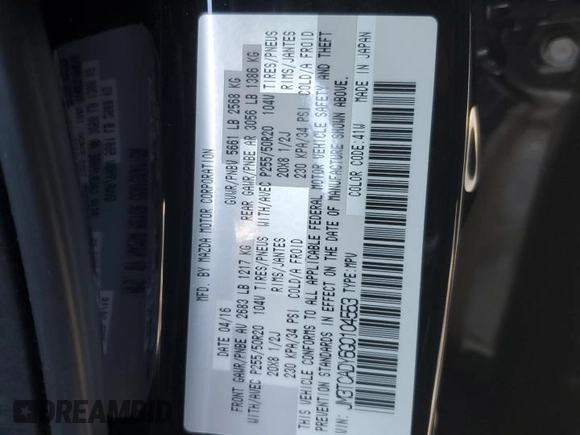 MFD. BY MAZDA MOTOR CORPORATION
DATE 04/16 GVWR/PNBV 5661 LB 2568 KG
FRONT GAWR/PNBE AV 2683 LB 1217 KG REAR GAWR/PNBE AR 3056 LB 1386 KG
WITH/AVEC P255/50R20 104V TIRES/PNEUS WITH/AVEC P255/50R20 104V TIRES/PNEUS
20X8 1/2J RIMS/JANTES 20X8 1/2J RIMS/JANTES
230 KPA/34 PSI COLD/A FROID 230 KPA/34 PSI COLD/A FROID
THIS VEHICLE CONFORMS TO ALL APPLICABLE FEDERAL MOTOR VEHICLE SAFETY AND THEFT
PREVENTION STANDARDS IN EFFECT ON THE DATE OF MANUFACTURE SHOWN ABOVE.
VIN: JM3TCADY6G0104563 TYPE:MPV COLOR CODE:41W MADE IN JAPAN